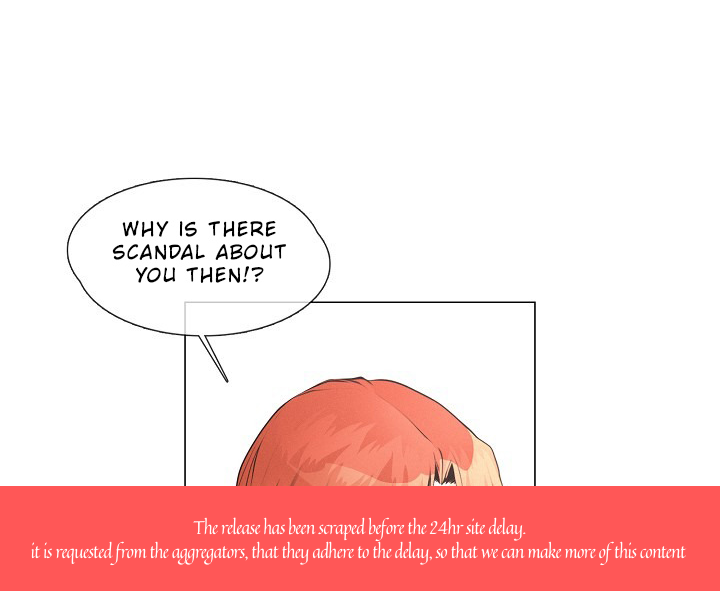 WHY IS THERE
SCANDAL ABOUT
YOU THEN!?
The release has been scraped before the 24hr site delay.
it is requested from the aggregators, that they adhere to the delay, so that we can make more of this content